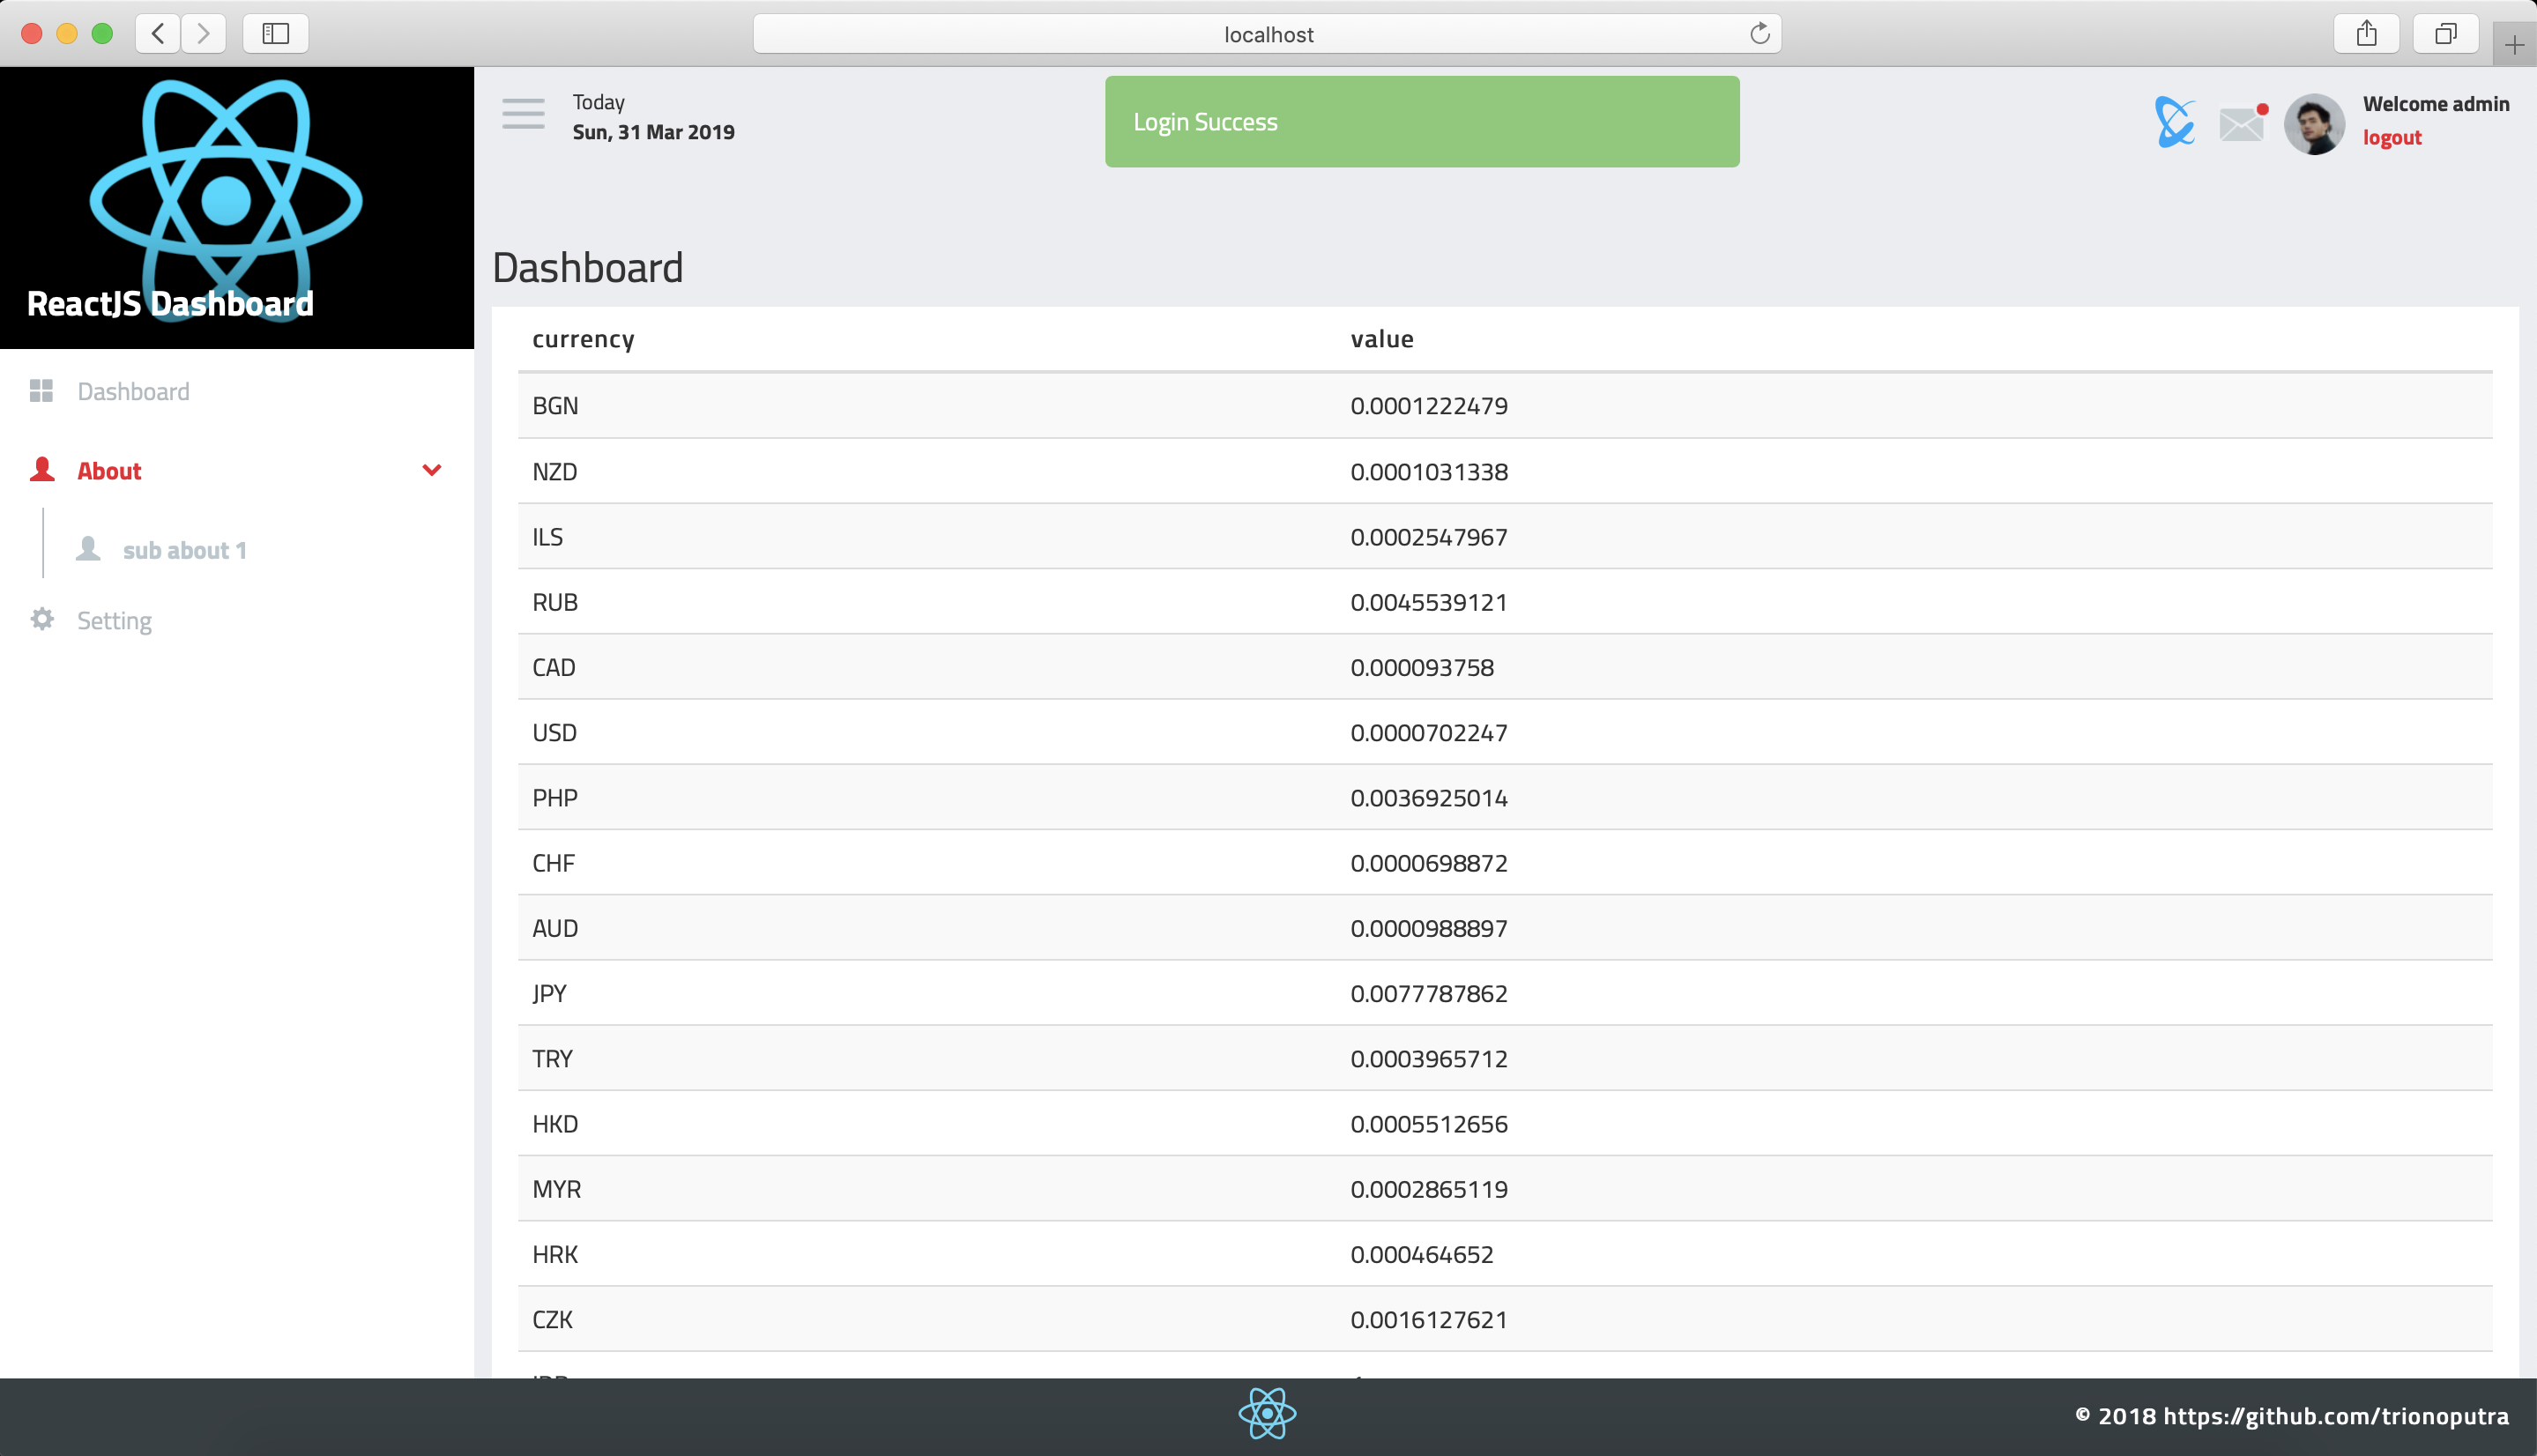 localhost
ReactJS Dashboard
Dashboard
About
sub about 1
Setting
Today
Sun, 31 Mar 2019
Login Success
Welcome admin
logout
Dashboard
currency value
BGN 0.0001222479
NZD 0.0001031338
ILS 0.0002547967
RUB 0.0045539121
CAD 0.000093758
USD 0.0000702247
PHP 0.0036925014
CHF 0.0000698872
AUD 0.0000988897
JPY 0.0077787862
TRY 0.0003965712
HKD 0.0005512656
MYR 0.0002865119
HRK 0.000464652
CZK 0.0016127621
© 2018 https://github.com/trionoputra